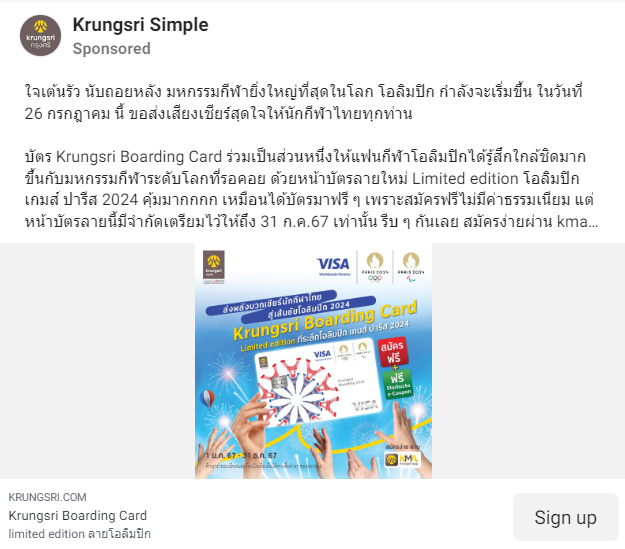 Krungsri Simple
Sponsored
krungsri
กรุงศรี
ใจเต้นรัว นับถอยหลัง มหกรรมกีฬายิ่งใหญ่ที่สุดในโลก โอลิมปิก กำลังจะเริ่มขึ้น ในวันที่
26 กรกฎาคม นี้ ขอส่งเสียงเชียร์สุดใจให้นักกีฬาไทยทุกท่าน
บัตร Krungsri Boarding Card ร่วมเป็นส่วนหนึ่งให้แฟนกีฬาโอลิมปิกได้รู้สึกใกล้ชิดมาก
ขึ้นกับมหกรรมกีฬาระดับโลกที่รอคอย ด้วยหน้าบัตรลายใหม่ Limited edition โอลิมปิก
เกมส์ ปารีส 2024 คุ้มมากกกก เหมือนได้บัตรมาฟรี ๆ เพราะสมัครฟรีไม่มีค่าธรรมเนียม แต่
หน้าบัตรลายนี้มีจำกัดเตรียมไว้ให้ถึง 31 ก.ค.67 เท่านั้น รีบ ๆ กันเลย สมัครง่ายผ่าน kma...
krungsri
VISA
Worldwide Partner
PARIS 2024
PARIS 2024
ส่งพลังบวกเชียร์นักกีฬาไทย
สู่เส้นชัยโอลิมปิก 2024
Krungsri Boarding Card
Limited edition ที่ระลึกโอลิมปิก เกมส์ ปารีส 2024
สมัคร
ฟรี
+
ฟรี
Starbucks
e-Coupon
VISA
Krungsri
Boarding Card
VISA
1 ม.ค. 67 - 31 ธ.ค. 67
สมัครง่าย ผ่าน
KMA
krungsri app
KRUNGSRI.COM
Krungsri Boarding Card
limited edition ลายโอลิมปิก
Sign up